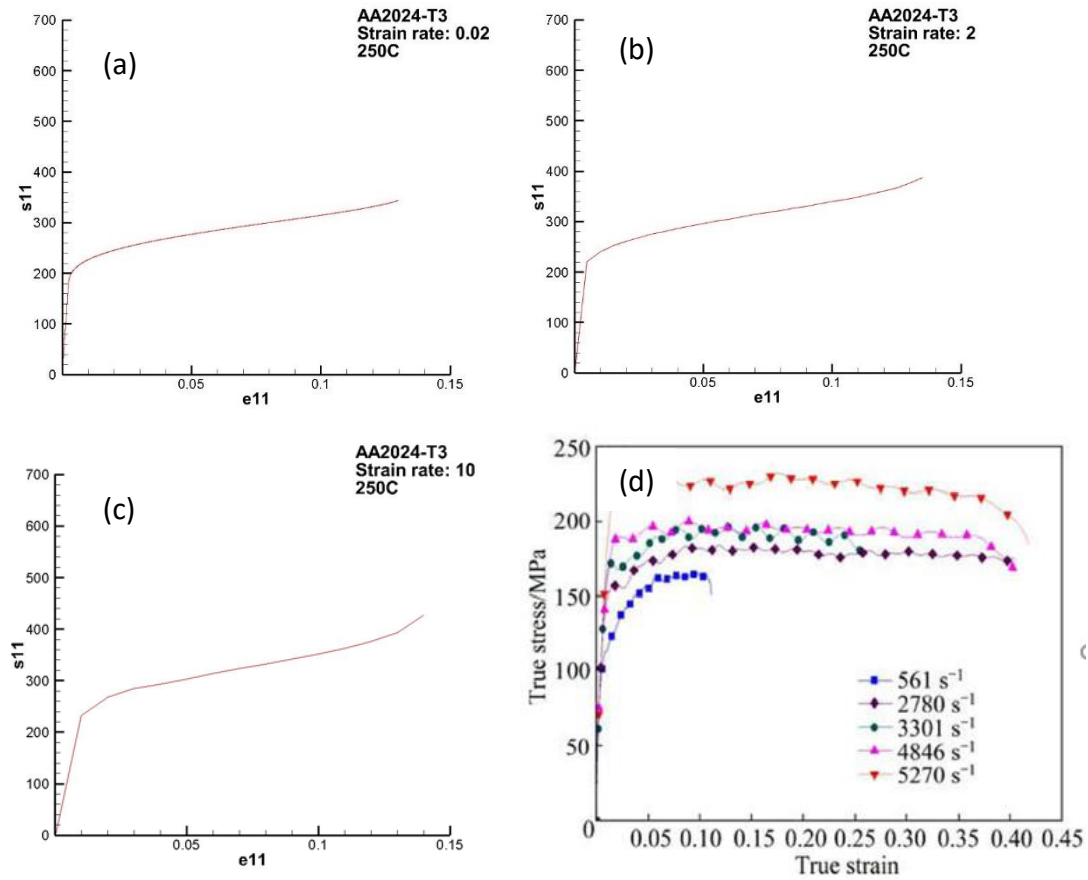 AA2024-T3
Strain rate: 0.02
250C
(a)
700
600
500
400
300
200
100
0
s11
0.05
0.1
0.15
e11
AA2024-T3
Strain rate: 2
250C
(b)
700
600
500
400
300
200
100
0
s11
0.05
0.1
0.15
e11
AA2024-T3
Strain rate: 10
250C
(c)
700
600
500
400
300
200
100
0
s11
0.05
0.1
0.15
e11
(d)
250
200
150
100
50
0
True stress/MPa
561 s⁻¹
2780 s⁻¹
3301 s⁻¹
4846 s⁻¹
5270 s⁻¹
0.05 0.10 0.15 0.20 0.25 0.30 0.35 0.40 0.45
True strain